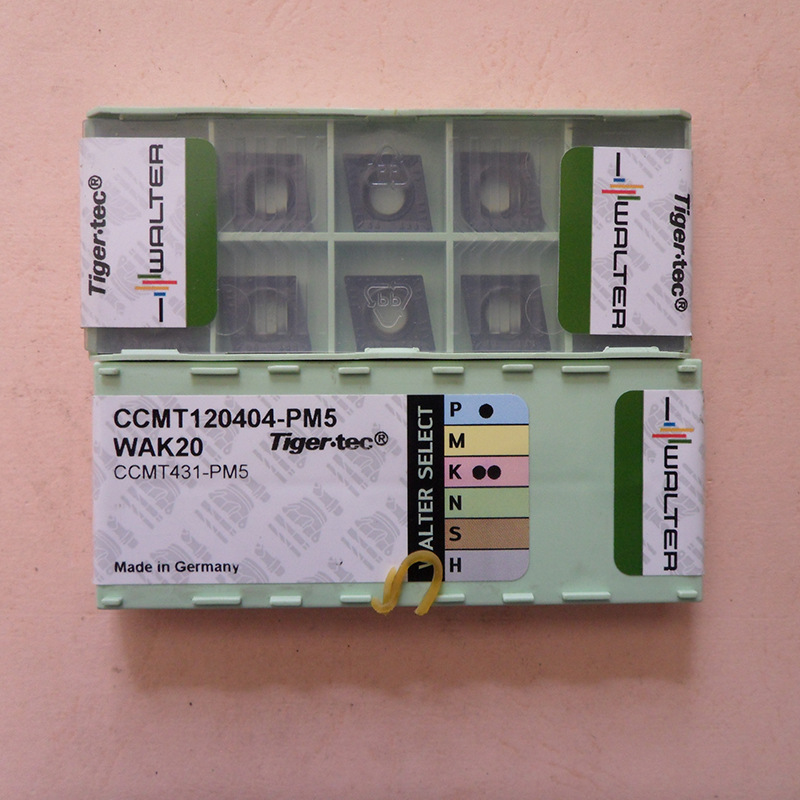 Tiger·tec®
WALTER
WALTER
Tiger·tec®
CCMT120404-PM5
WAK20
Tiger·tec®
CCMT431-PM5
Made in Germany
WALTER SELECT
P
M
K
N
S
H
WALTER